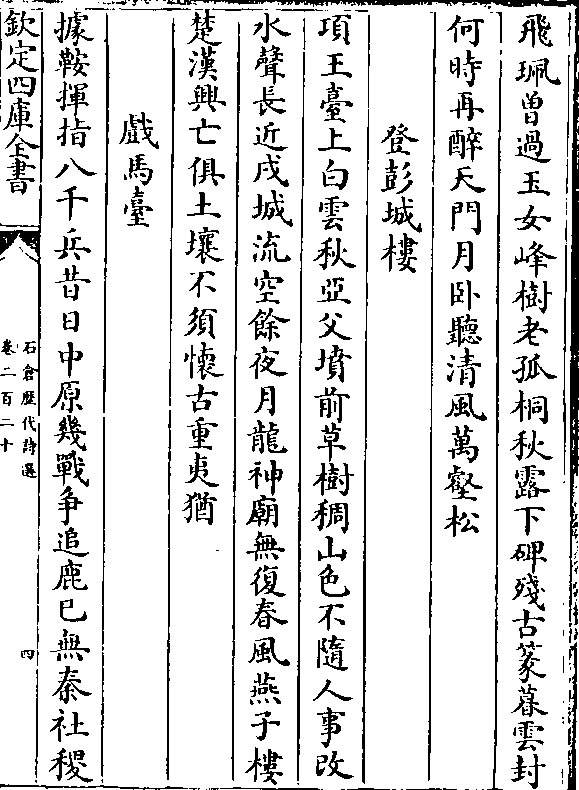 飛珮曽過玉女峰樹老孤桐秋露下碑殘古篆暮雲封
何時再醉天門月卧聽清風萬壑松
登彭城樓
項王臺上白雲秋亞父墳前草樹稠山色不隨人事改
水聲長近戍城流空餘夜月龍神廟無復春風燕子樓
楚漢興亡俱土壤不須懷古重夷猶
戲馬臺
據鞍揮指八千兵昔日中原幾戰争追鹿已無秦社稷
欽定四庫全書
石倉歴代詩選
卷二百二十
四